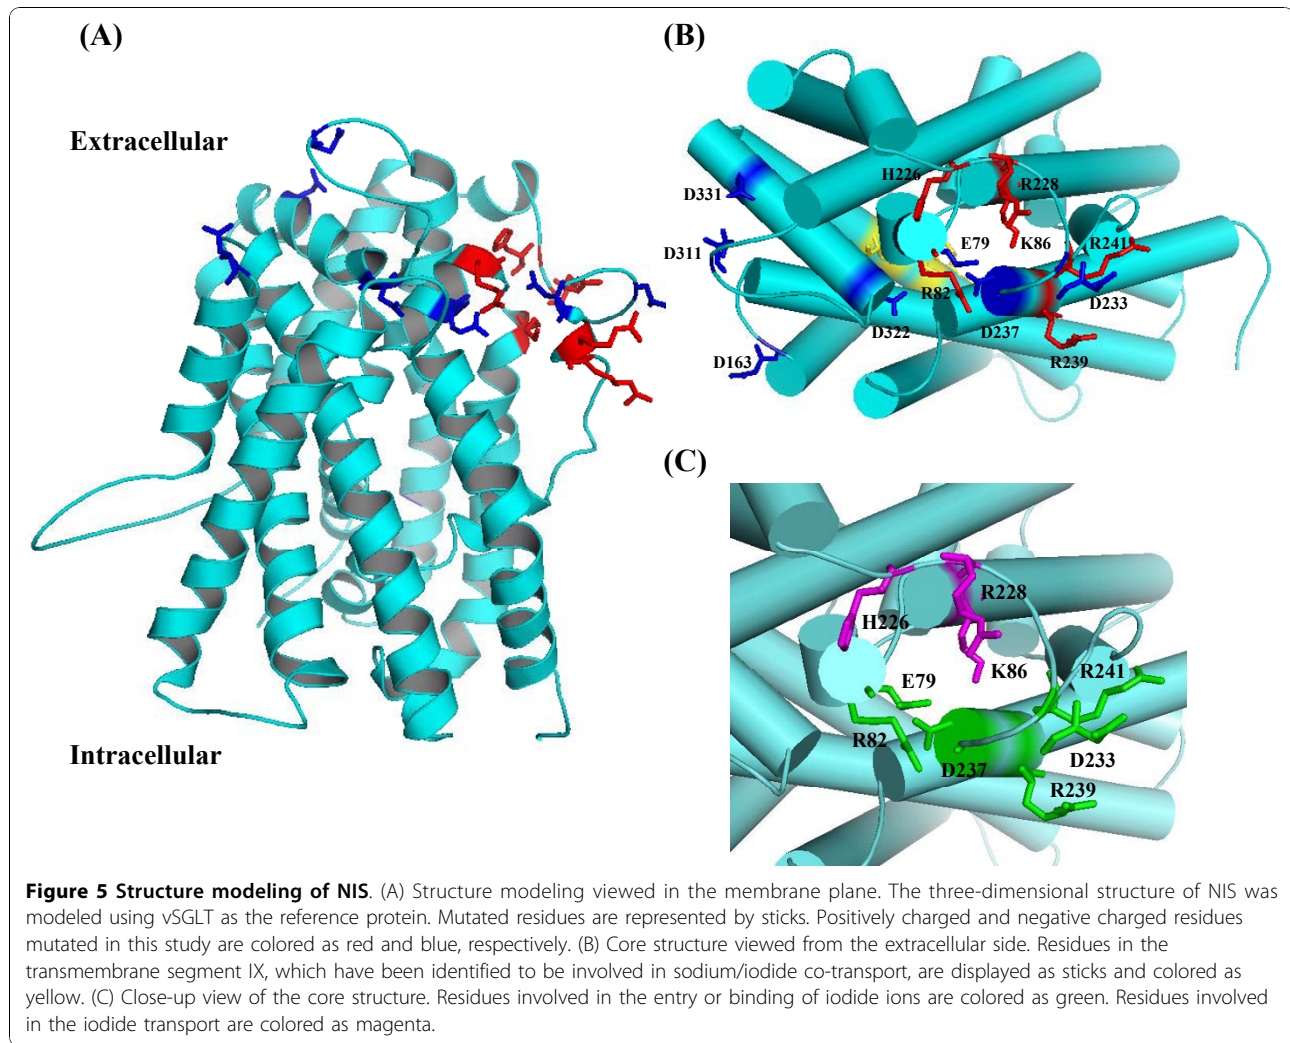 (A)
Extracellular
Intracellular
(B)
H226
R228
D331
E79
K86
R241
D311
R82
D233
D322
D237
D163
R239
(C)
R228
H226
K86
E79
R241
R82
D237
D233
R239
Figure 5 Structure modeling of NIS. (A) Structure modeling viewed in the membrane plane. The three-dimensional structure of NIS was
modeled using vSGLT as the reference protein. Mutated residues are represented by sticks. Positively charged and negative charged residues
mutated in this study are colored as red and blue, respectively. (B) Core structure viewed from the extracellular side. Residues in the
transmembrane segment IX, which have been identified to be involved in sodium/iodide co-transport, are displayed as sticks and colored as
yellow. (C) Close-up view of the core structure. Residues involved in the entry or binding of iodide ions are colored as green. Residues involved
in the iodide transport are colored as magenta.